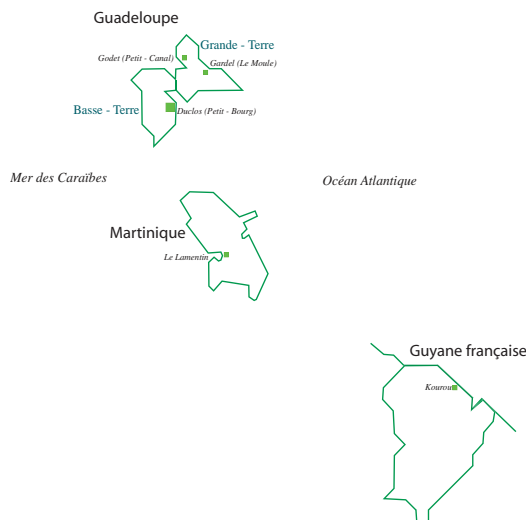 Guadeloupe
Grande - Terre
Godet (Petit - Canal)
Gardel (Le Moule)
Basse - Terre
Duclos (Petit - Bourg)
Mer des Caraïbes
Océan Atlantique
Martinique
Le Lamentin
Guyane française
Kourou